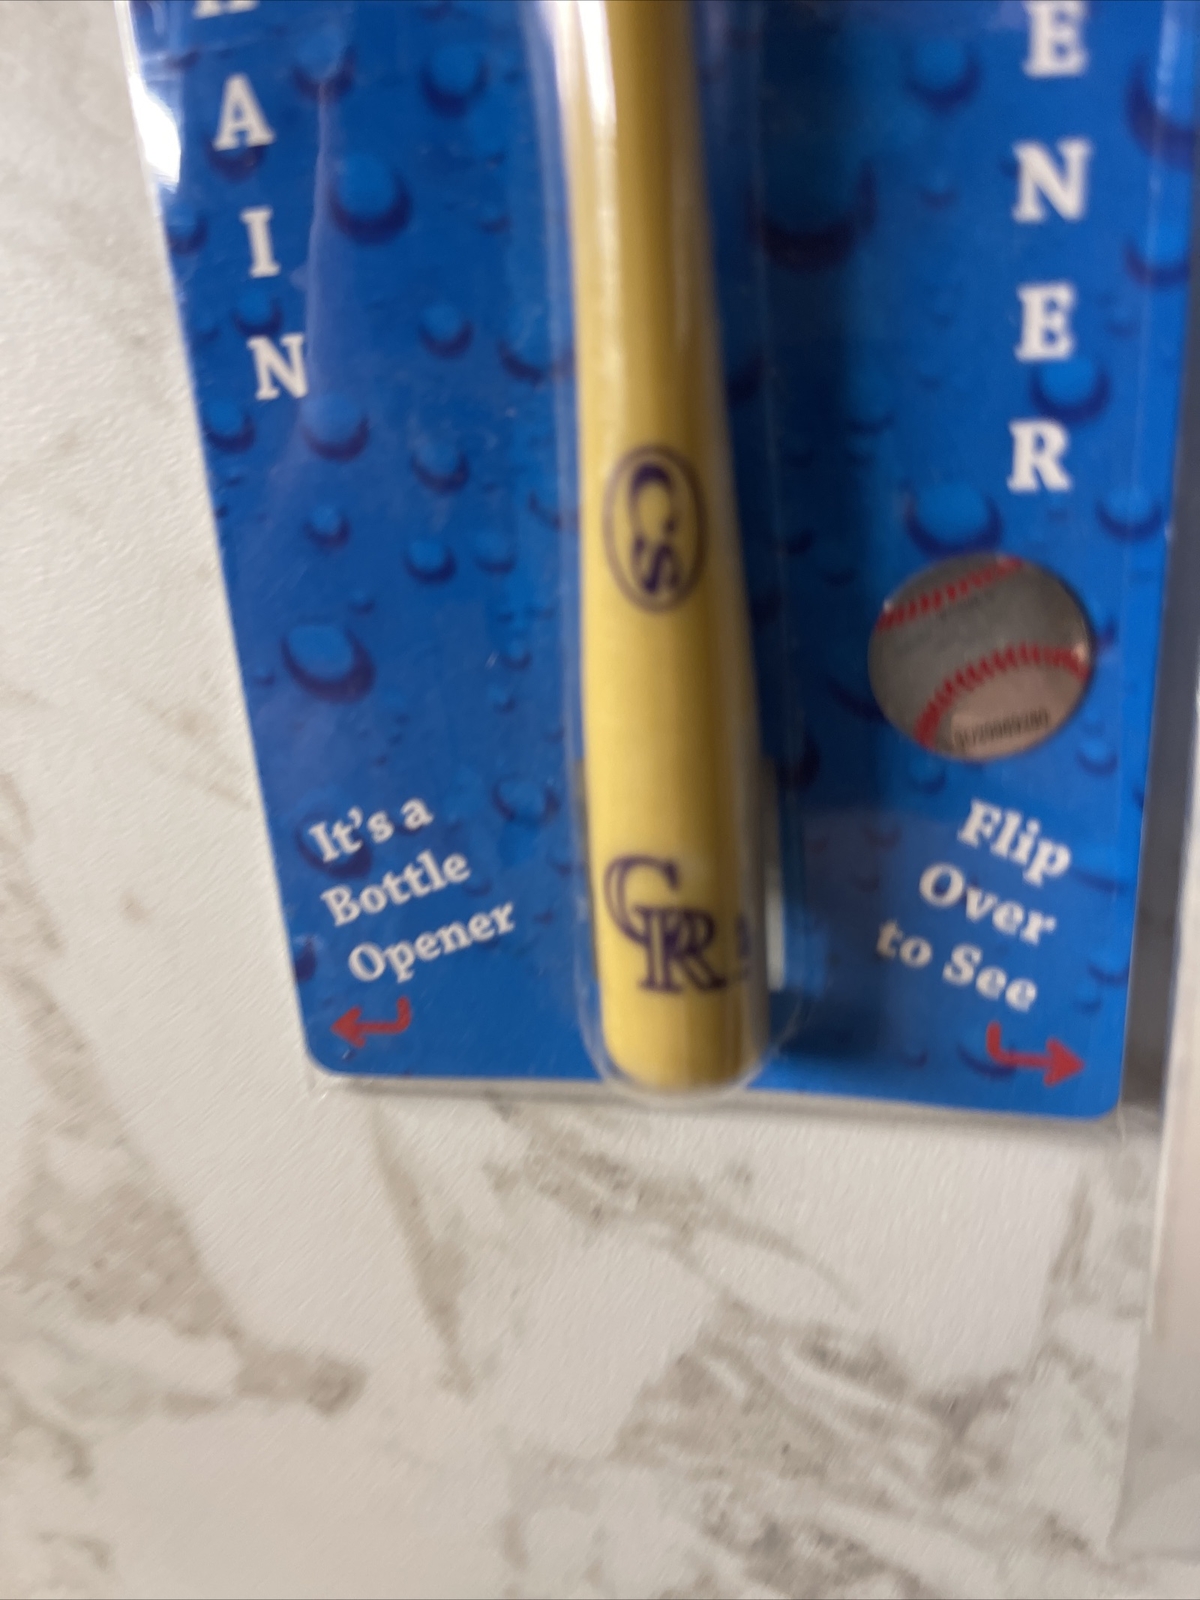 A
I
N
E
N
E
R
CS
CR
It's a
Bottle
Opener
Flip
Over
to See